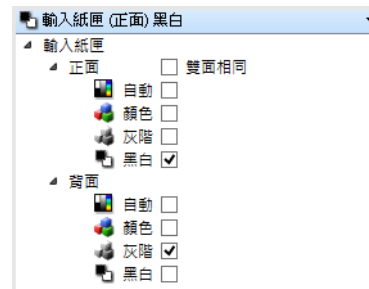 輸入紙匣 (正面) 黑白
輸入紙匣
正面 雙面相同
自動
顏色
灰階
黑白
背面
自動
顏色
灰階
黑白